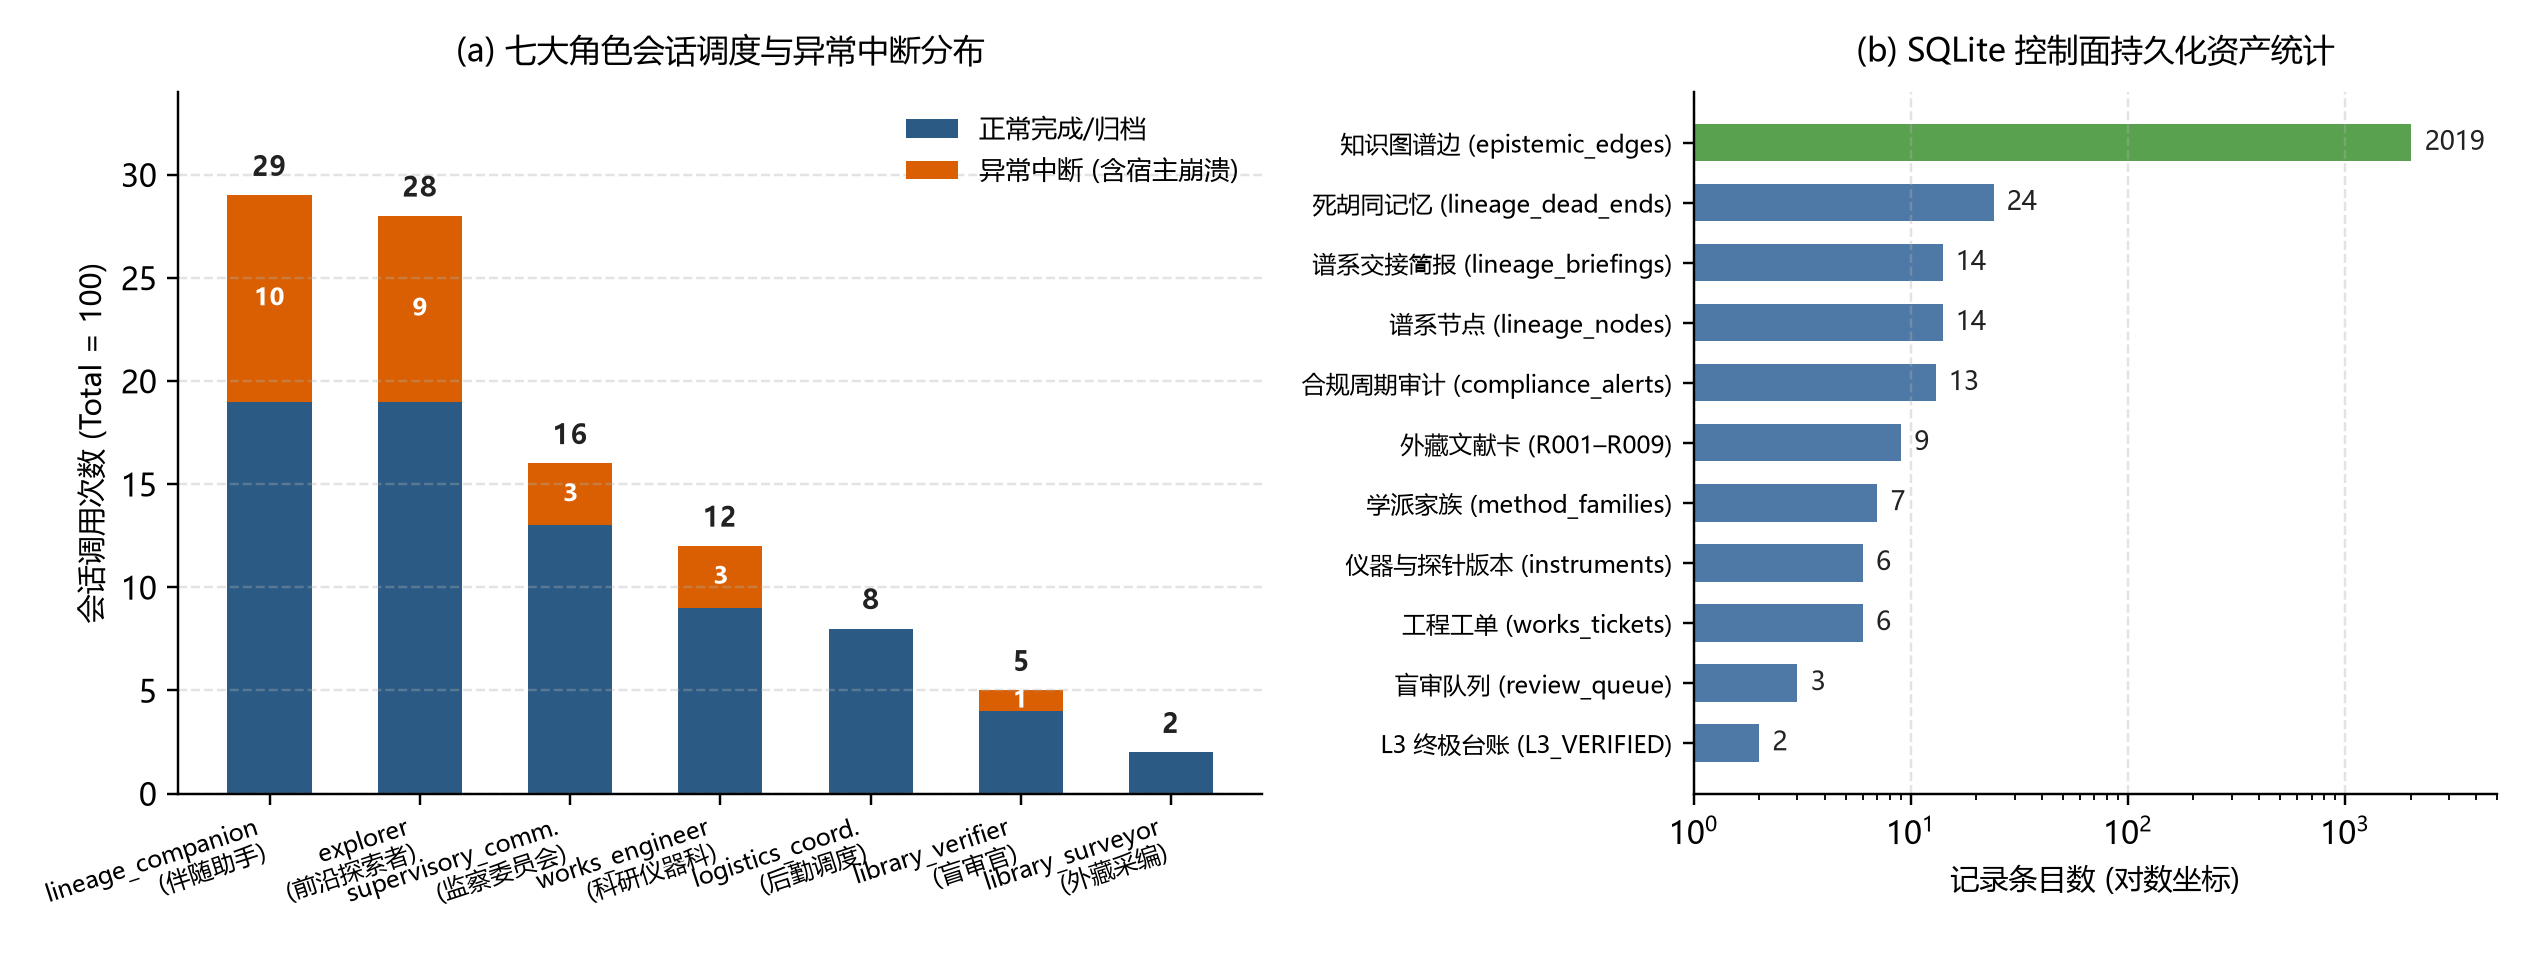 (a) 七大角色会话调度与异常中断分布
会话调用次数 (Total = 100)
30
25
20
15
10
5
0
正常完成/归档
异常中断 (含宿主崩溃)
29
10
28
9
16
3
12
3
8
5
1
2
lineage_companion
(伴随助手)
explorer
(前沿探索者)
supervisory_comm.
(监察委员会)
works_engineer
(科研仪器科)
logistics_coord.
(后勤调度)
library_verifier
(盲审官)
library_surveyor
(外藏采编)
(b) SQLite 控制面持久化资产统计
知识图谱边 (epistemic_edges) 2019
死胡同记忆 (lineage_dead_ends) 24
谱系交接简报 (lineage_briefings) 14
谱系节点 (lineage_nodes) 14
合规周期审计 (compliance_alerts) 13
外藏文献卡 (R001–R009) 9
学派家族 (method_families) 7
仪器与探针版本 (instruments) 6
工程工单 (works_tickets) 6
盲审队列 (review_queue) 3
L3 终极台账 (L3_VERIFIED) 2
10⁰ 10¹ 10² 10³
记录条目数 (对数坐标)